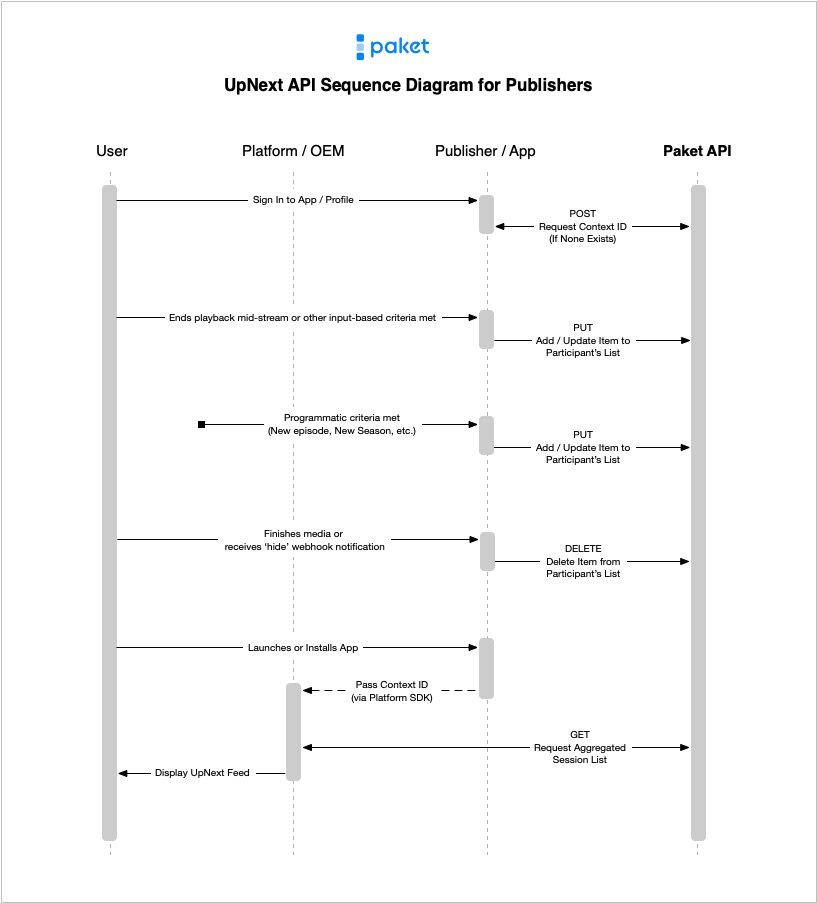 paket
UpNext API Sequence Diagram for Publishers
User
Platform / OEM
Publisher / App
Paket API
Sign In to App / Profile
POST
Request Context ID
(If None Exists)
Ends playback mid-stream or other input-based criteria met
PUT
Add / Update Item to
Participant's List
Programmatic criteria met
(New episode, New Season, etc.)
PUT
Add / Update Item to
Participant's List
Finishes media or
receives 'hide' webhook notification
DELETE
Delete Item from
Participant's List
Launches or Installs App
Pass Context ID
(via Platform SDK)
GET
Request Aggregated
Session List
Display UpNext Feed